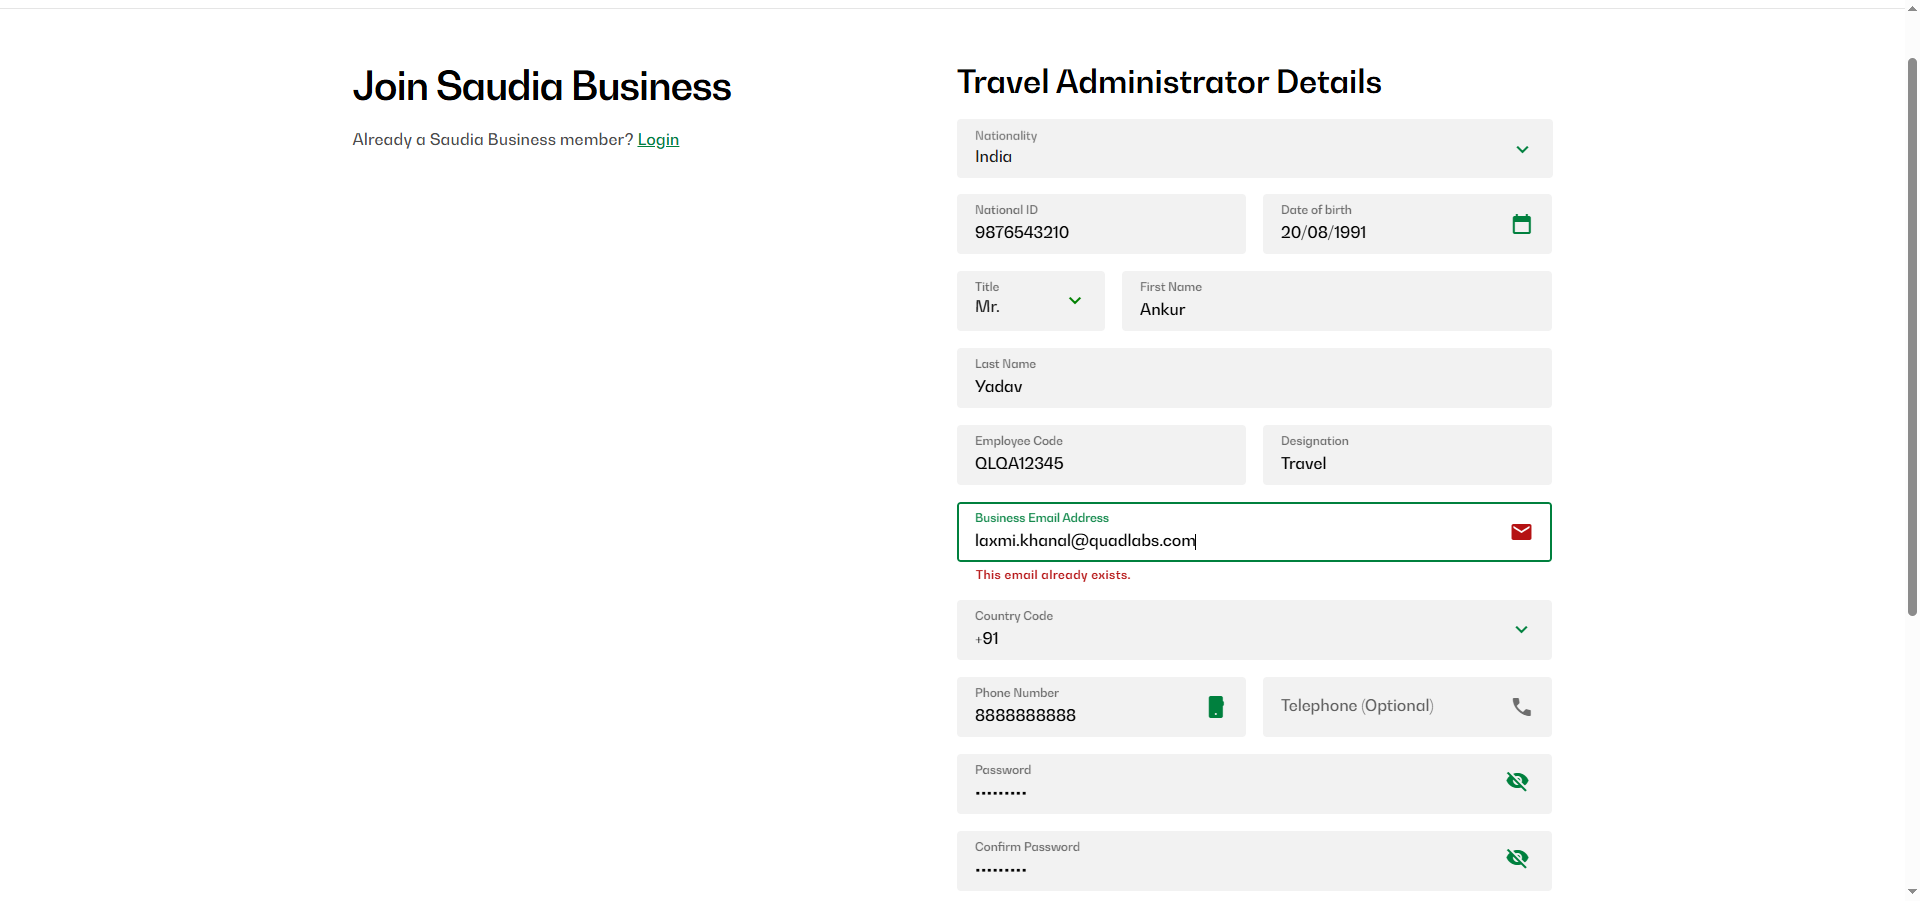 Join Saudia Business
Already a Saudia Business member? Login
Travel Administrator Details
Nationality
India
National ID
9876543210
Date of birth
20/08/1991
Title
Mr.
First Name
Ankur
Last Name
Yadav
Employee Code
QLQA12345
Designation
Travel
Business Email Address
laxmi.khanal@quadlabs.com
This email already exists.
Country Code
+91
Phone Number
8888888888
Telephone (Optional)
Password
•••••••••
Confirm Password
•••••••••